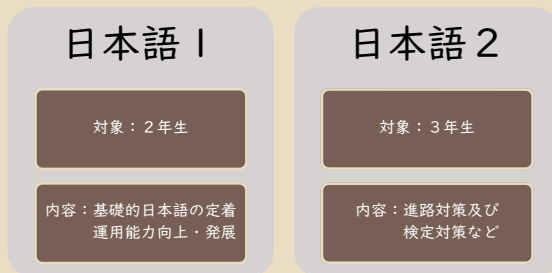 日本語1
対象：2年生
内容：基礎的日本語の定着
運用能力向上・発展
日本語2
対象：3年生
内容：進路対策及び
検定対策など